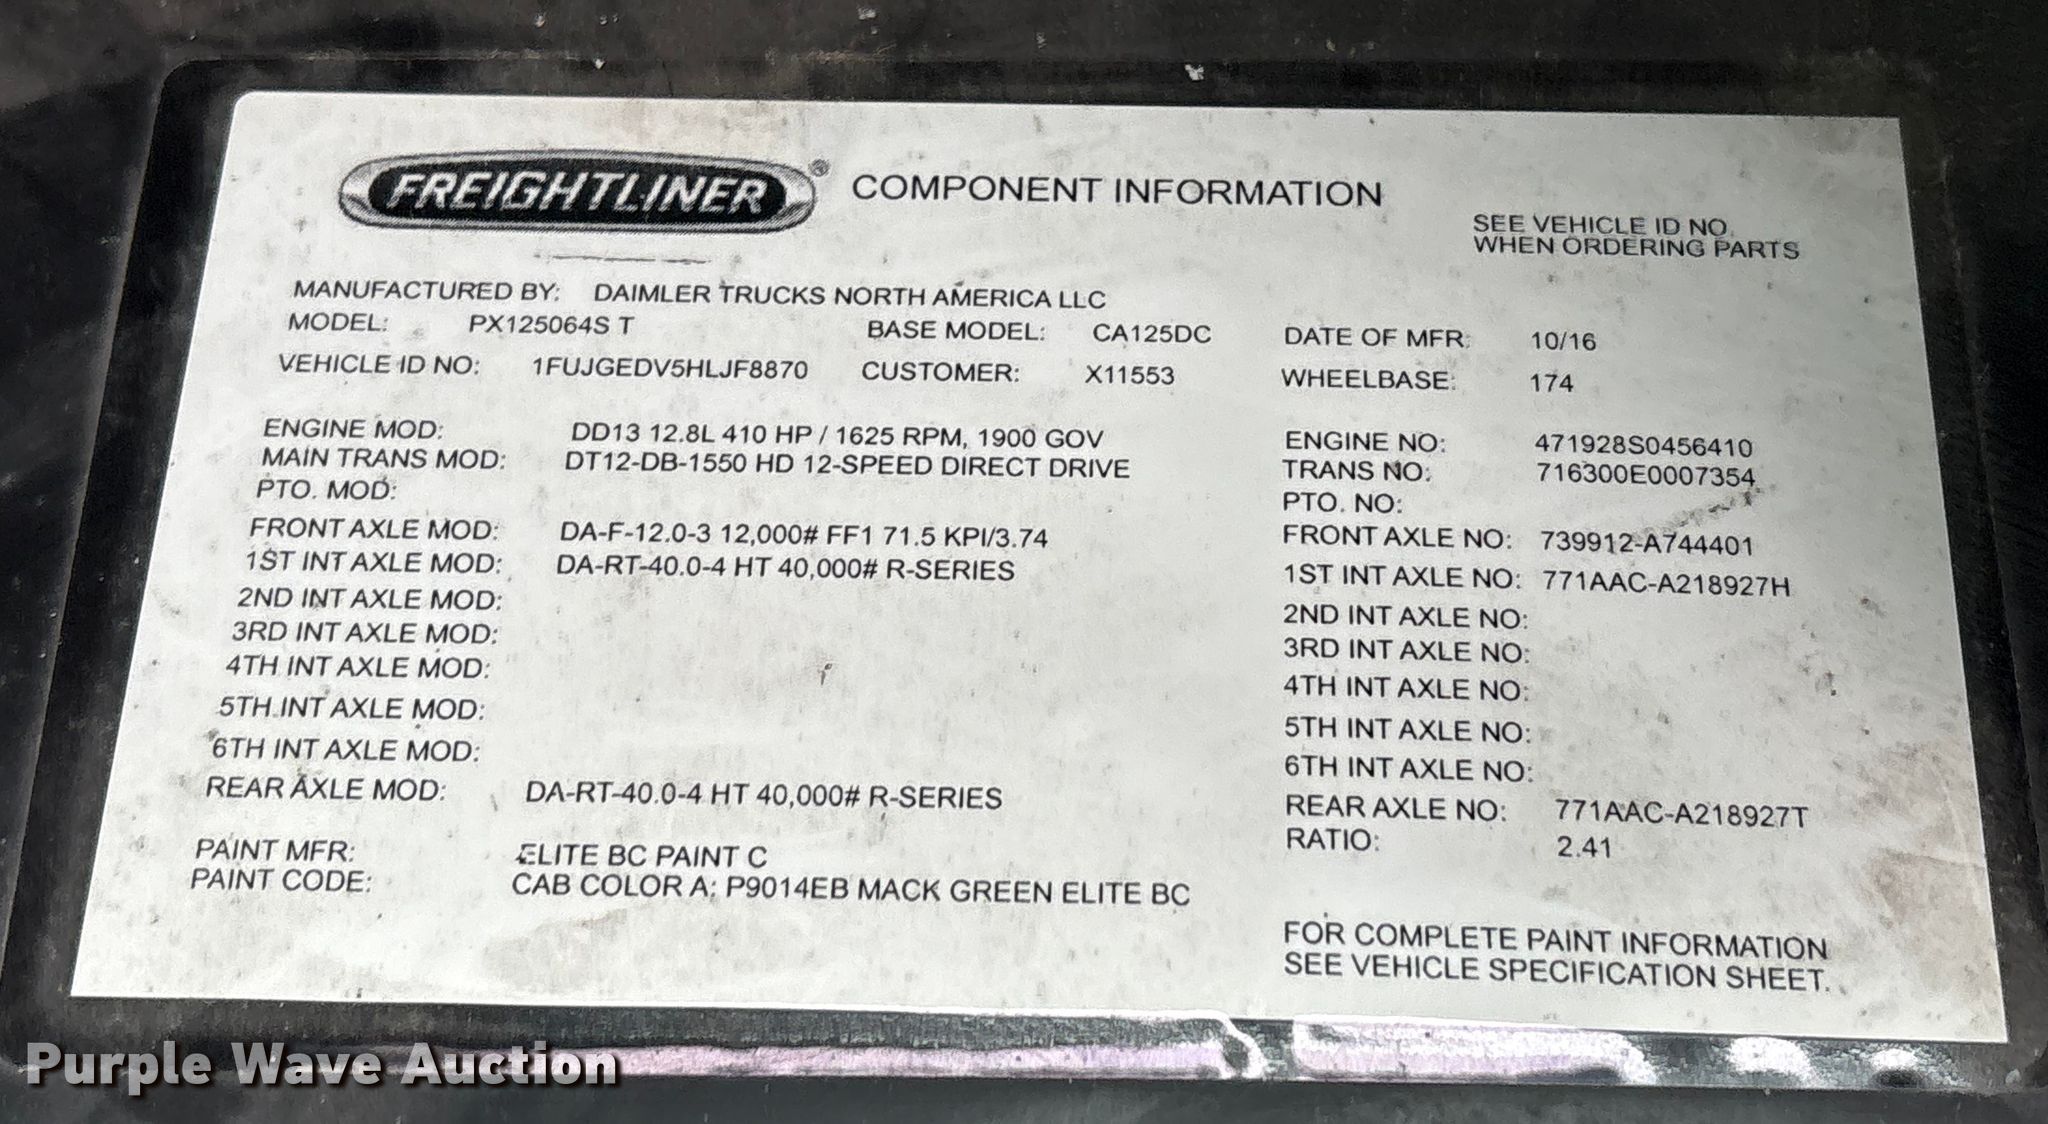 FREIGHTLINER® COMPONENT INFORMATION
SEE VEHICLE ID NO.
WHEN ORDERING PARTS
MANUFACTURED BY: DAIMLER TRUCKS NORTH AMERICA LLC
MODEL: PX125064S T BASE MODEL: CA125DC DATE OF MFR: 10/16
VEHICLE ID NO: 1FUJGEDV5HLJF8870 CUSTOMER: X11553 WHEELBASE: 174
ENGINE MOD: DD13 12.8L 410 HP / 1625 RPM, 1900 GOV ENGINE NO: 471928S0456410
MAIN TRANS MOD: DT12-DB-1550 HD 12-SPEED DIRECT DRIVE TRANS NO: 716300E0007354
PTO. MOD: PTO. NO:
FRONT AXLE MOD: DA-F-12.0-3 12,000# FF1 71.5 KPI/3.74 FRONT AXLE NO: 739912-A744401
1ST INT AXLE MOD: DA-RT-40.0-4 HT 40,000# R-SERIES 1ST INT AXLE NO: 771AAC-A218927H
2ND INT AXLE MOD: 2ND INT AXLE NO:
3RD INT AXLE MOD: 3RD INT AXLE NO:
4TH INT AXLE MOD: 4TH INT AXLE NO:
5TH INT AXLE MOD: 5TH INT AXLE NO:
6TH INT AXLE MOD: 6TH INT AXLE NO:
REAR AXLE MOD: DA-RT-40.0-4 HT 40,000# R-SERIES REAR AXLE NO: 771AAC-A218927T
RATIO: 2.41
PAINT MFR: ELITE BC PAINT C
PAINT CODE: CAB COLOR A: P9014EB MACK GREEN ELITE BC
FOR COMPLETE PAINT INFORMATION
SEE VEHICLE SPECIFICATION SHEET.
Purple Wave Auction